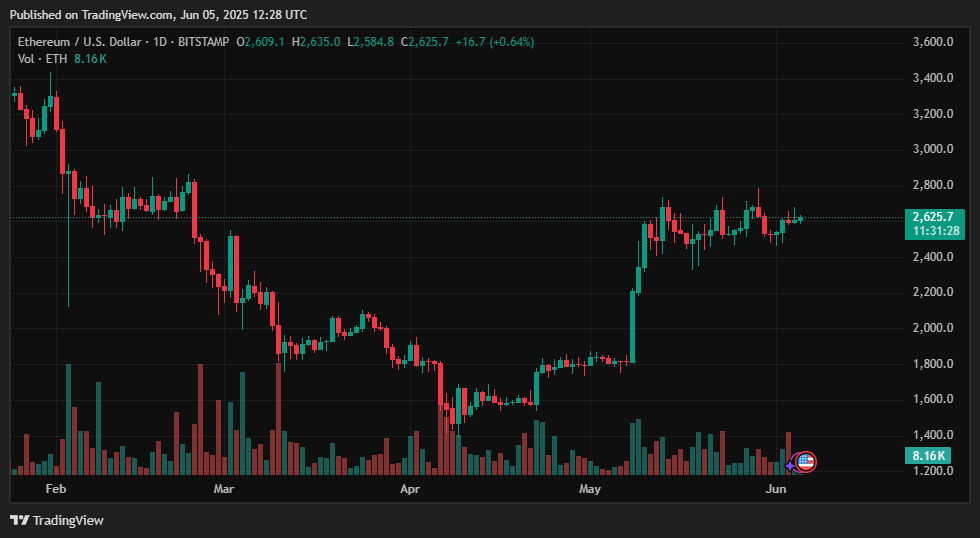 Published on TradingView.com, Jun 05, 2025 12:28 UTC
Ethereum / U.S. Dollar · 1D · BITSTAMP O2,609.1 H2,635.0 L2,584.8 C2,625.7 +16.7 (+0.64%)
Vol · ETH 8.16K
3,600.0
3,400.0
3,200.0
3,000.0
2,800.0
2,625.7
11:31:28
2,400.0
2,200.0
2,000.0
1,800.0
1,600.0
1,400.0
8.16K
1,200.0
Feb Mar Apr May Jun
TradingView